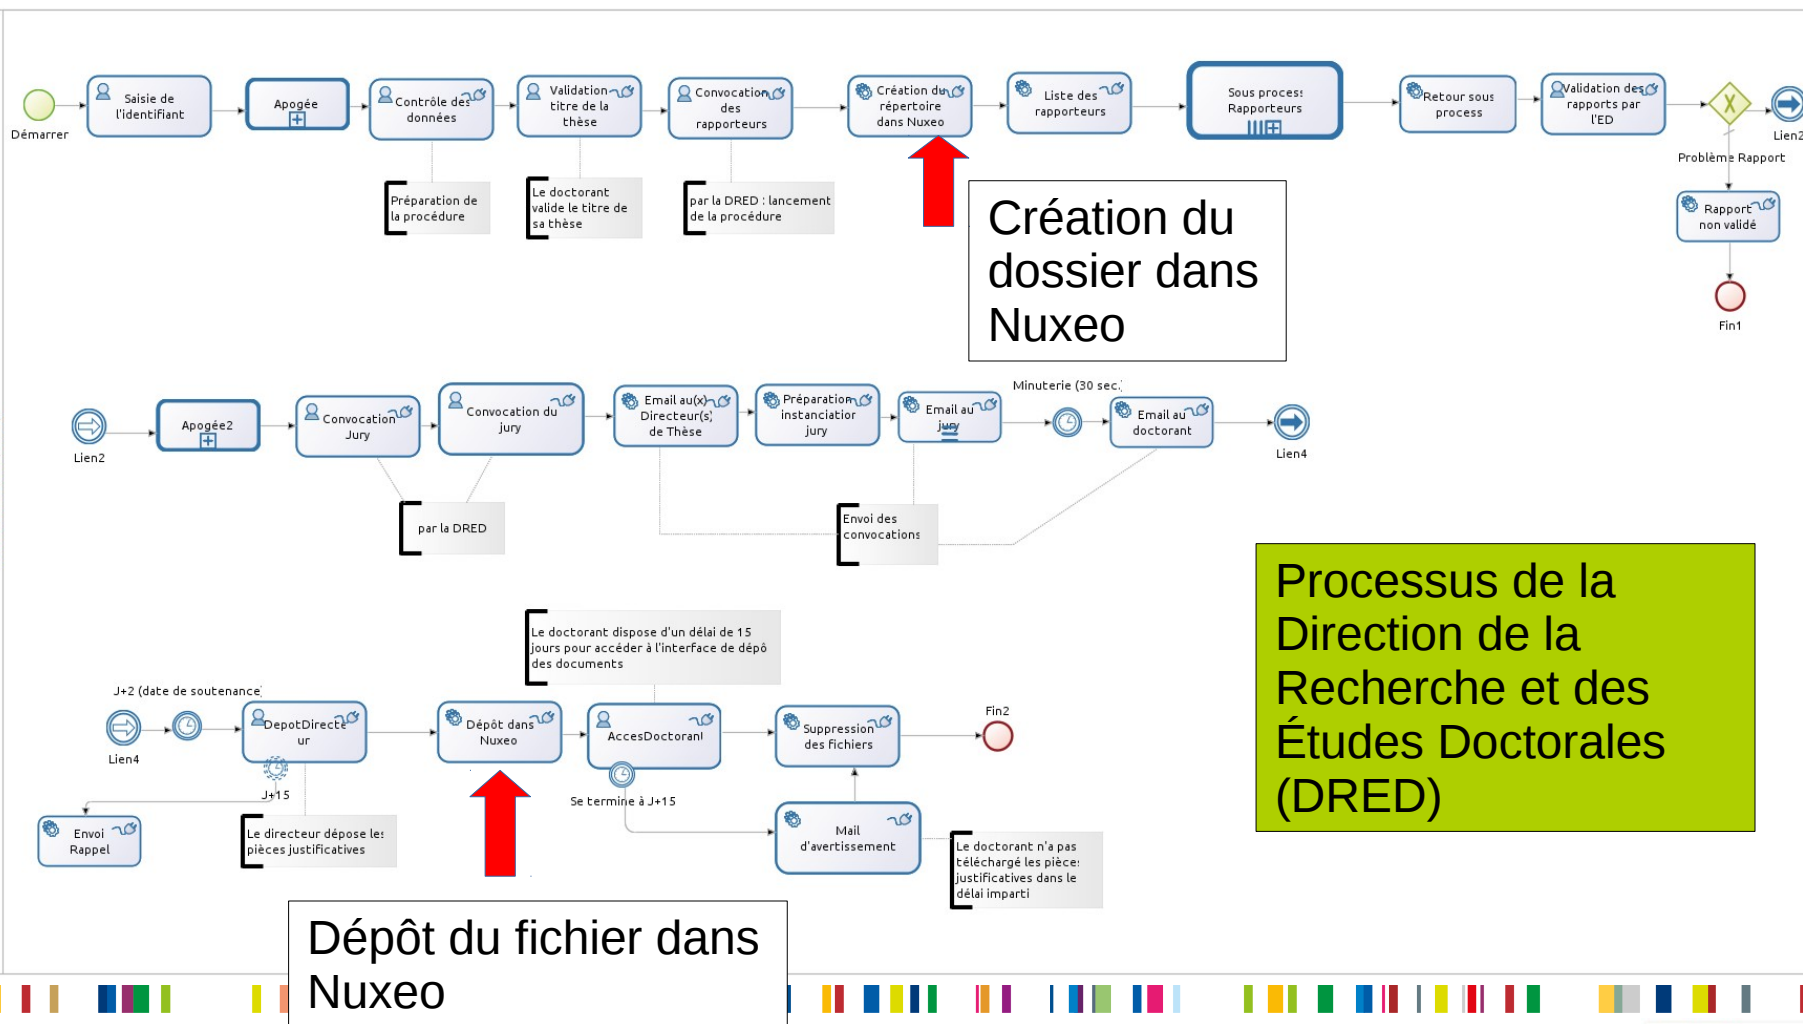 Démarrer
Saisie de
l'identifiant
Apogée
Contrôle des
données
Validation
titre de la
thèse
Convocation
des
rapporteurs
Création du
répertoire
dans Nuxeo
Liste des
rapporteurs
Sous process
Rapporteurs
Retour sous
process
Validation des
rapports par
l'ED
X
Lien2
Problème Rapport
Rapport
non validé
Fin1
Préparation de
la procédure
Le doctorant
valide le titre de
sa thèse
par la DRED : lancement
de la procédure
Création du
dossier dans
Nuxeo
Lien2
Apogée2
Convocation
Jury
Convocation du
jury
Email au(x)
Directeur(s)
de Thèse
Préparation
instanciation
jury
Email au
jury
Minuterie (30 sec.)
Email au
doctorant
Lien4
par la DRED
Envoi des
convocations
Processus de la
Direction de la
Recherche et des
Études Doctorales
(DRED)
Le doctorant dispose d'un délai de 15
jours pour accéder à l'interface de dépô
des documents
J+2 (date de soutenance)
Lien4
DepotDirecte
ur
J+15
Envoi
Rappel
Le directeur dépose les
pièces justificatives
Dépôt dans
Nuxeo
AccesDoctorant
Se termine à J+15
Suppression
des fichiers
Fin2
Mail
d'avertissement
Le doctorant n'a pas
téléchargé les pièces
justificatives dans le
délai imparti
Dépôt du fichier dans
Nuxeo